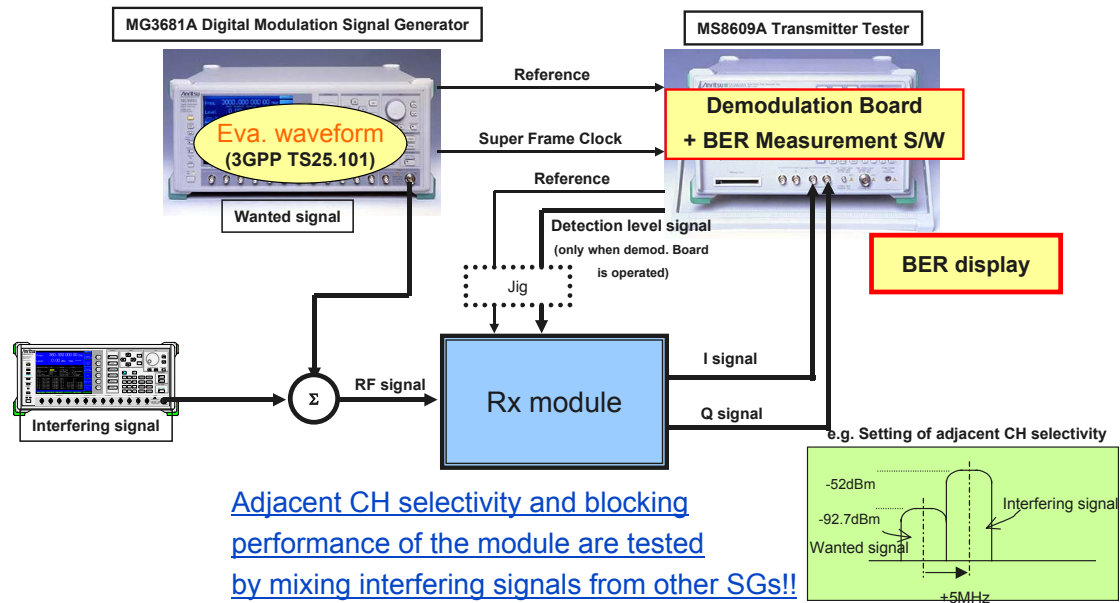 MG3681A Digital Modulation Signal Generator
MS8609A Transmitter Tester
Anritsu
Eva. waveform
(3GPP TS25.101)
Wanted signal
Reference
Super Frame Clock
Reference
Detection level signal
(only when demod. Board
is operated)
Anritsu
Demodulation Board
+ BER Measurement S/W
BER display
Jig
Interfering signal
Σ
RF signal
Rx module
I signal
Q signal
e.g. Setting of adjacent CH selectivity
-52dBm
-92.7dBm
Interfering signal
Wanted signal
+5MHz
Adjacent CH selectivity and blocking
performance of the module are tested
by mixing interfering signals from other SGs!!